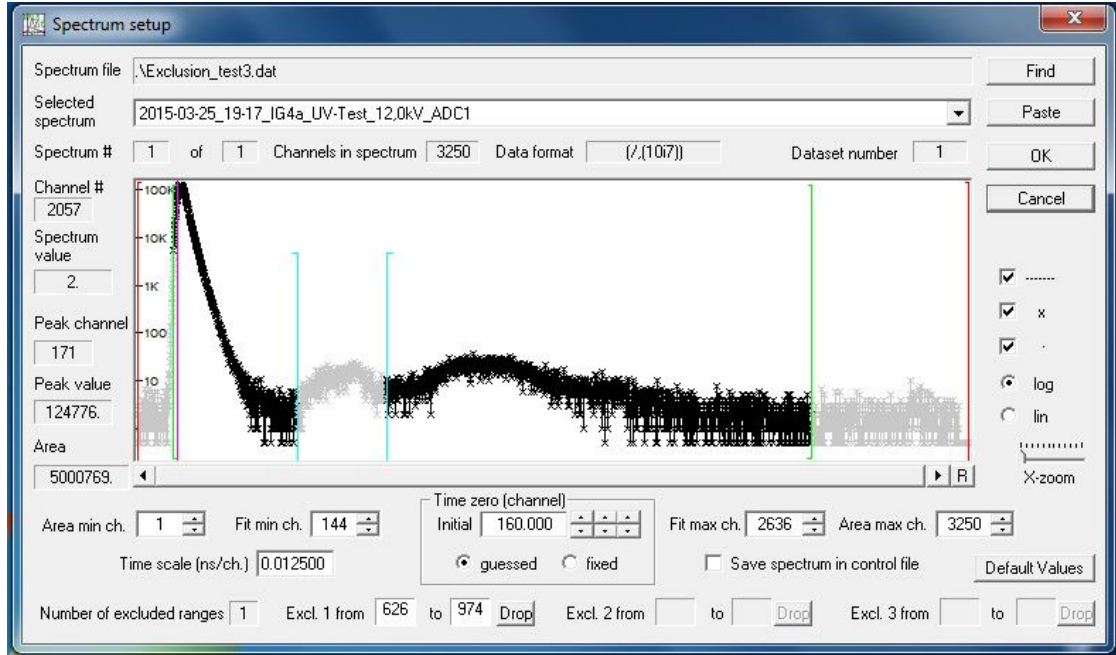 Spectrum setup
Spectrum file .\Exclusion_test3.dat Find
Selected spectrum 2015-03-25_19-17_IG4a_UV-Test_12,0kV_ADC1 Paste
Spectrum # 1 of 1 Channels in spectrum 3250 Data format (/,(10i7)) Dataset number 1 OK
Channel # 2057 Cancel
Spectrum value 2.
Peak channel 171
Peak value 124776.
Area 5000769.
100K
10K
1K
100
10
-------
x
.
log
lin
X-zoom
R
Time zero (channel)
Area min ch. 1 Fit min ch. 144 Initial 160.000 Fit max ch. 2636 Area max ch. 3250
Time scale (ns/ch.) 0.012500 guessed fixed Save spectrum in control file Default Values
Number of excluded ranges 1 Excl. 1 from 626 to 974 Drop Excl. 2 from to Drop Excl. 3 from to Drop